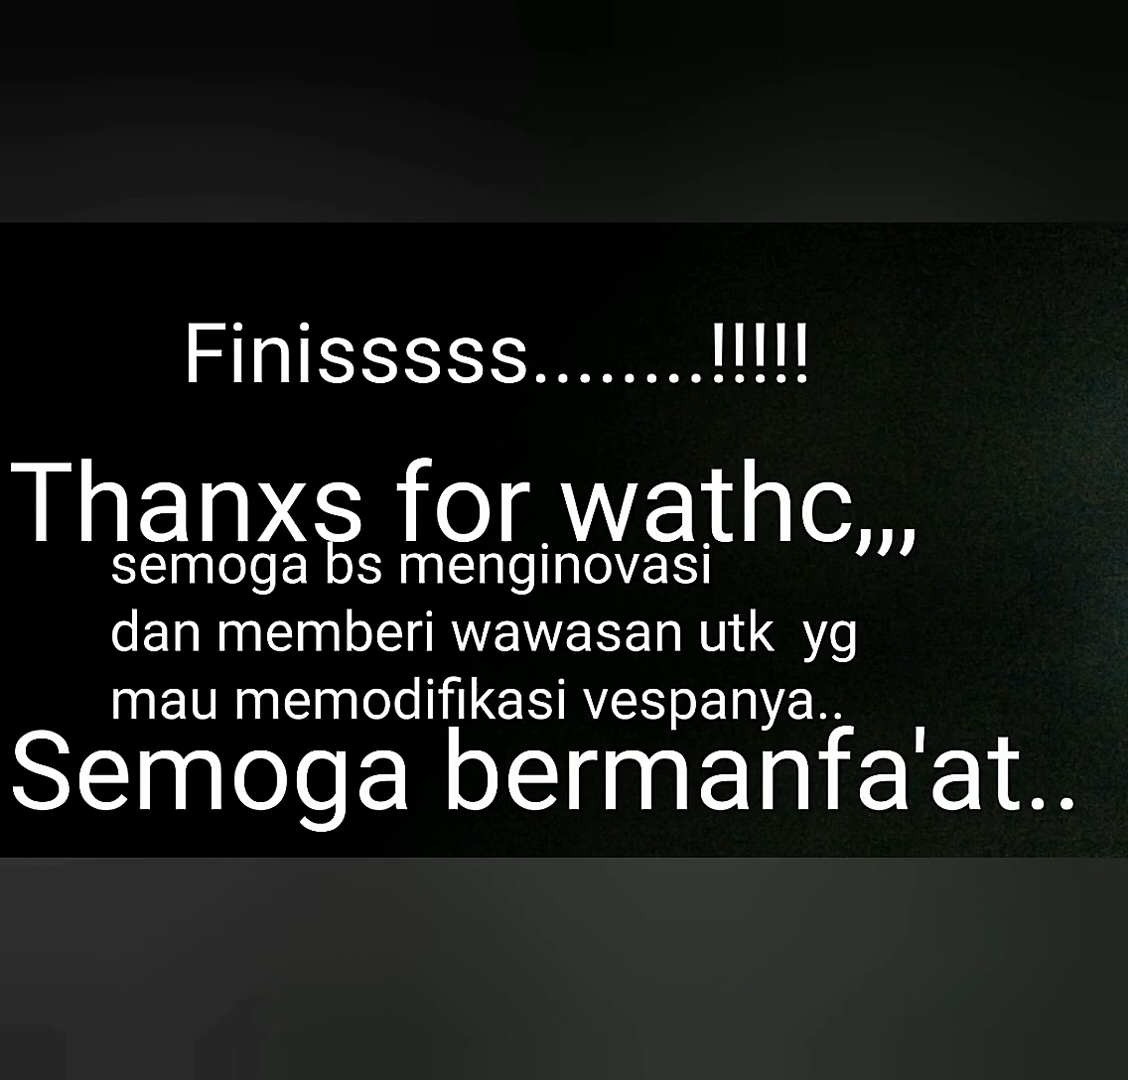 Finisssss........!!!!!
Thanxs for wathc,,,
semoga bs menginovasi
dan memberi wawasan utk  yg
mau memodifikasi vespanya..
Semoga bermanfa'at..